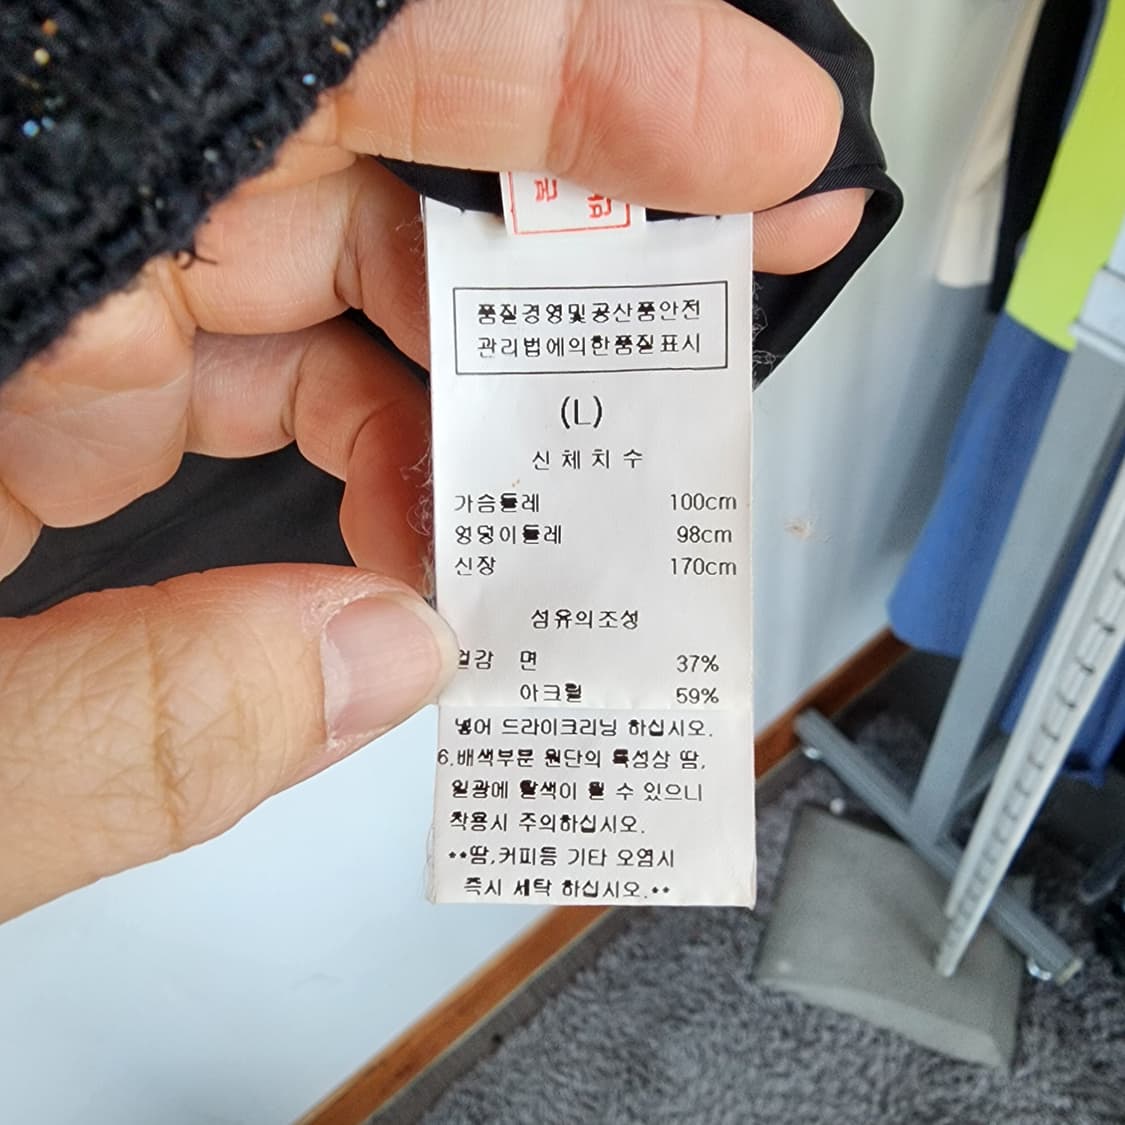 품질경영및공산품안전
관리법에의한품질표시
(L)
신체치수
가슴둘레 100cm
엉덩이둘레 98cm
신장 170cm
섬유의조성
겉감 면 37%
아크릴 59%
넣어 드라이크리닝 하십시오.
6.배색부문 원단의 특성상 땀,
일광에 탈색이 될 수 있으니
착용시 주의하십시오.
**땀,커피등 기타 오염시
즉시 세탁 하십시오.**